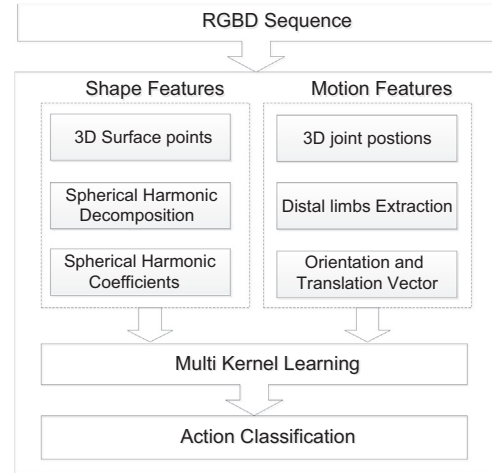 RGBD Sequence
Shape Features
3D Surface points
Spherical Harmonic
Decomposition
Spherical Harmonic
Coefficients
Motion Features
3D joint postions
Distal limbs Extraction
Orientation and
Translation Vector
Multi Kernel Learning
Action Classification